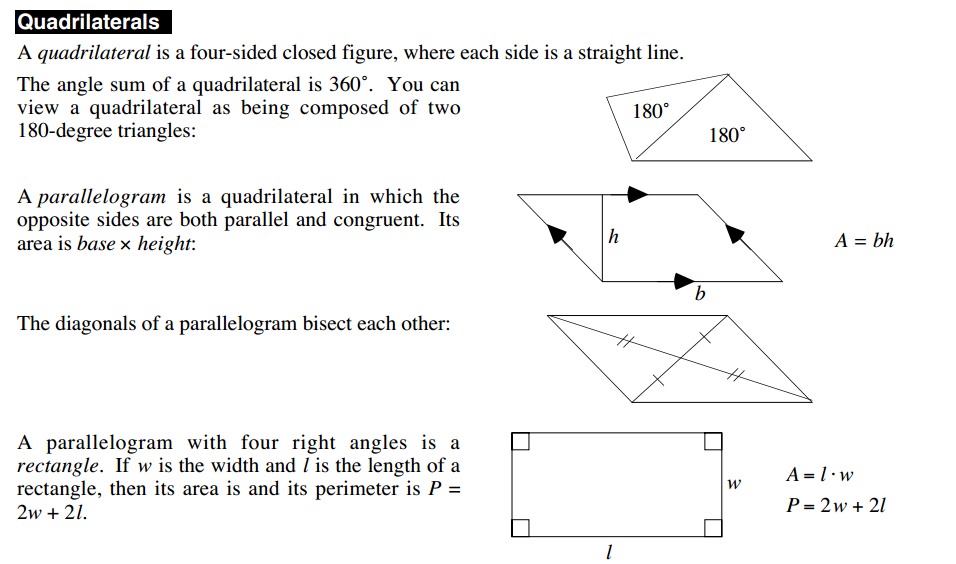 Quadrilaterals
A quadrilateral is a four-sided closed figure, where each side is a straight line.
The angle sum of a quadrilateral is 360°. You can
view a quadrilateral as being composed of two
180-degree triangles:
180°
180°
A parallelogram is a quadrilateral in which the
opposite sides are both parallel and congruent. Its
area is base × height:
h
b
A = bh
The diagonals of a parallelogram bisect each other:
A parallelogram with four right angles is a
rectangle. If w is the width and l is the length of a
rectangle, then its area is and its perimeter is P =
2w + 2l.
w
l
A = l · w
P = 2w + 2l